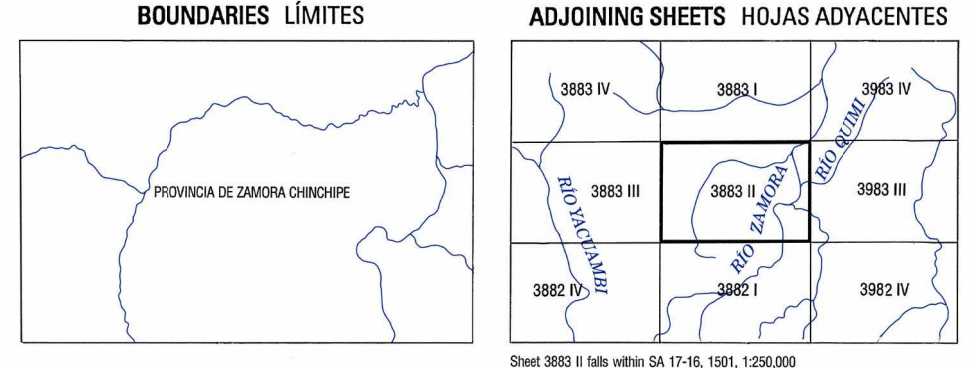 BOUNDARIES LÍMITES
PROVINCIA DE ZAMORA CHINCHIPE
ADJOINING SHEETS HOJAS ADYACENTES
3883 IV
3883 I
3983 IV
RÍO QUIMI
3883 III
3883 II
3983 III
RÍO YACUAMBI
RÍO ZAMORA
3882 IV
3882 I
3982 IV
Sheet 3883 II falls within SA 17-16, 1501, 1:250,000